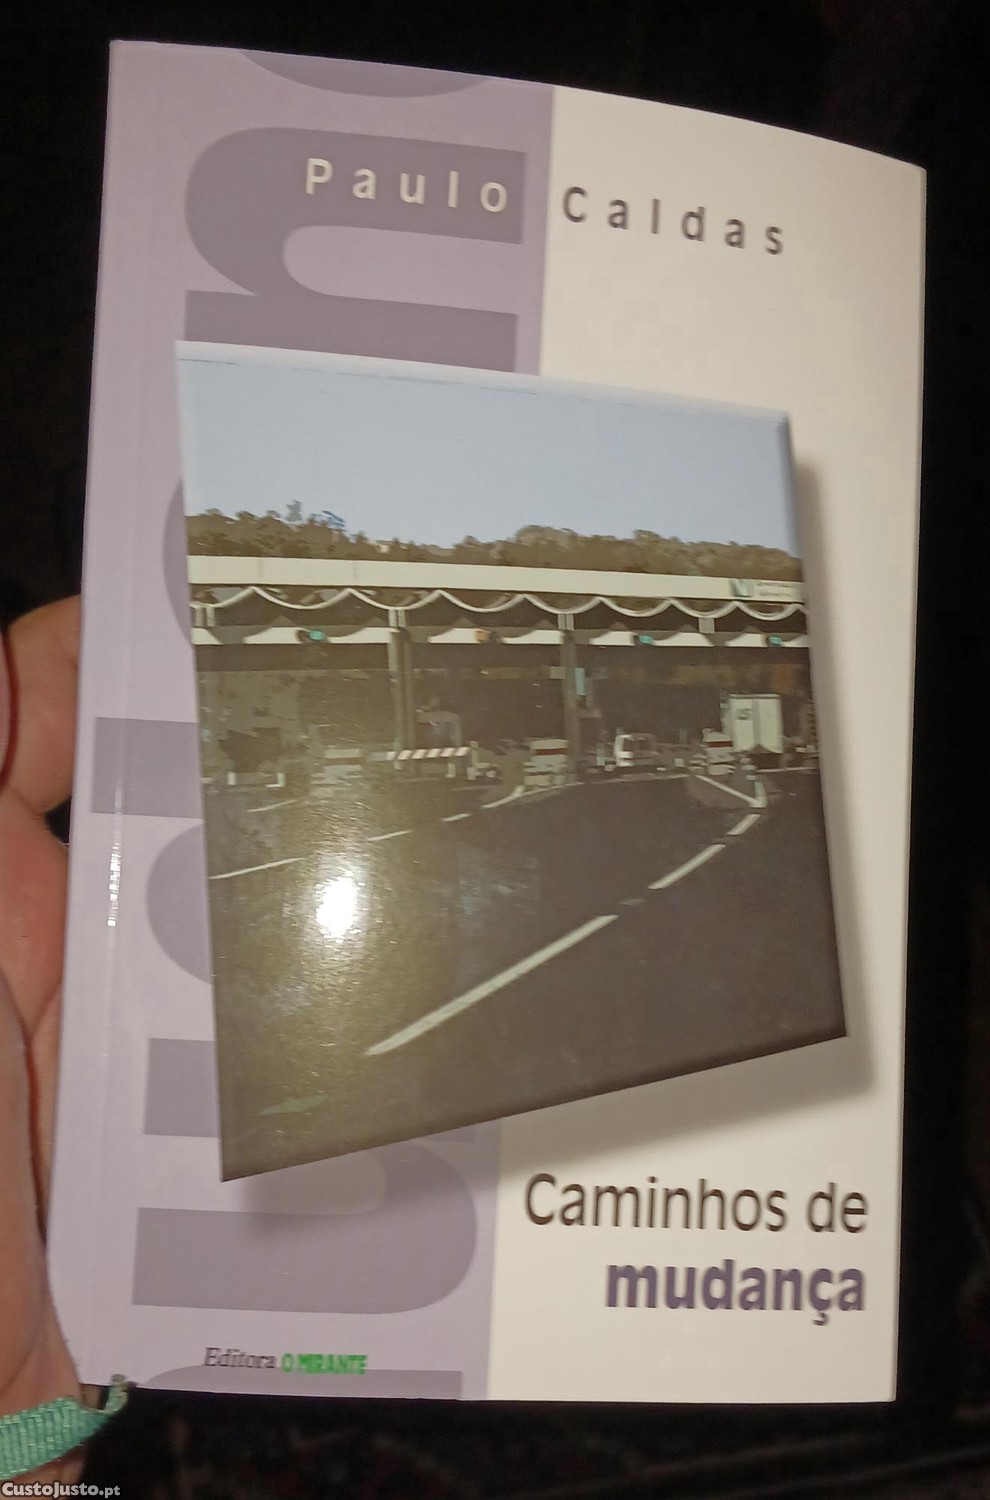 Paulo Caldas
Caminhos de
mudança
Editora O MIRANTE
CustoJusto.pt